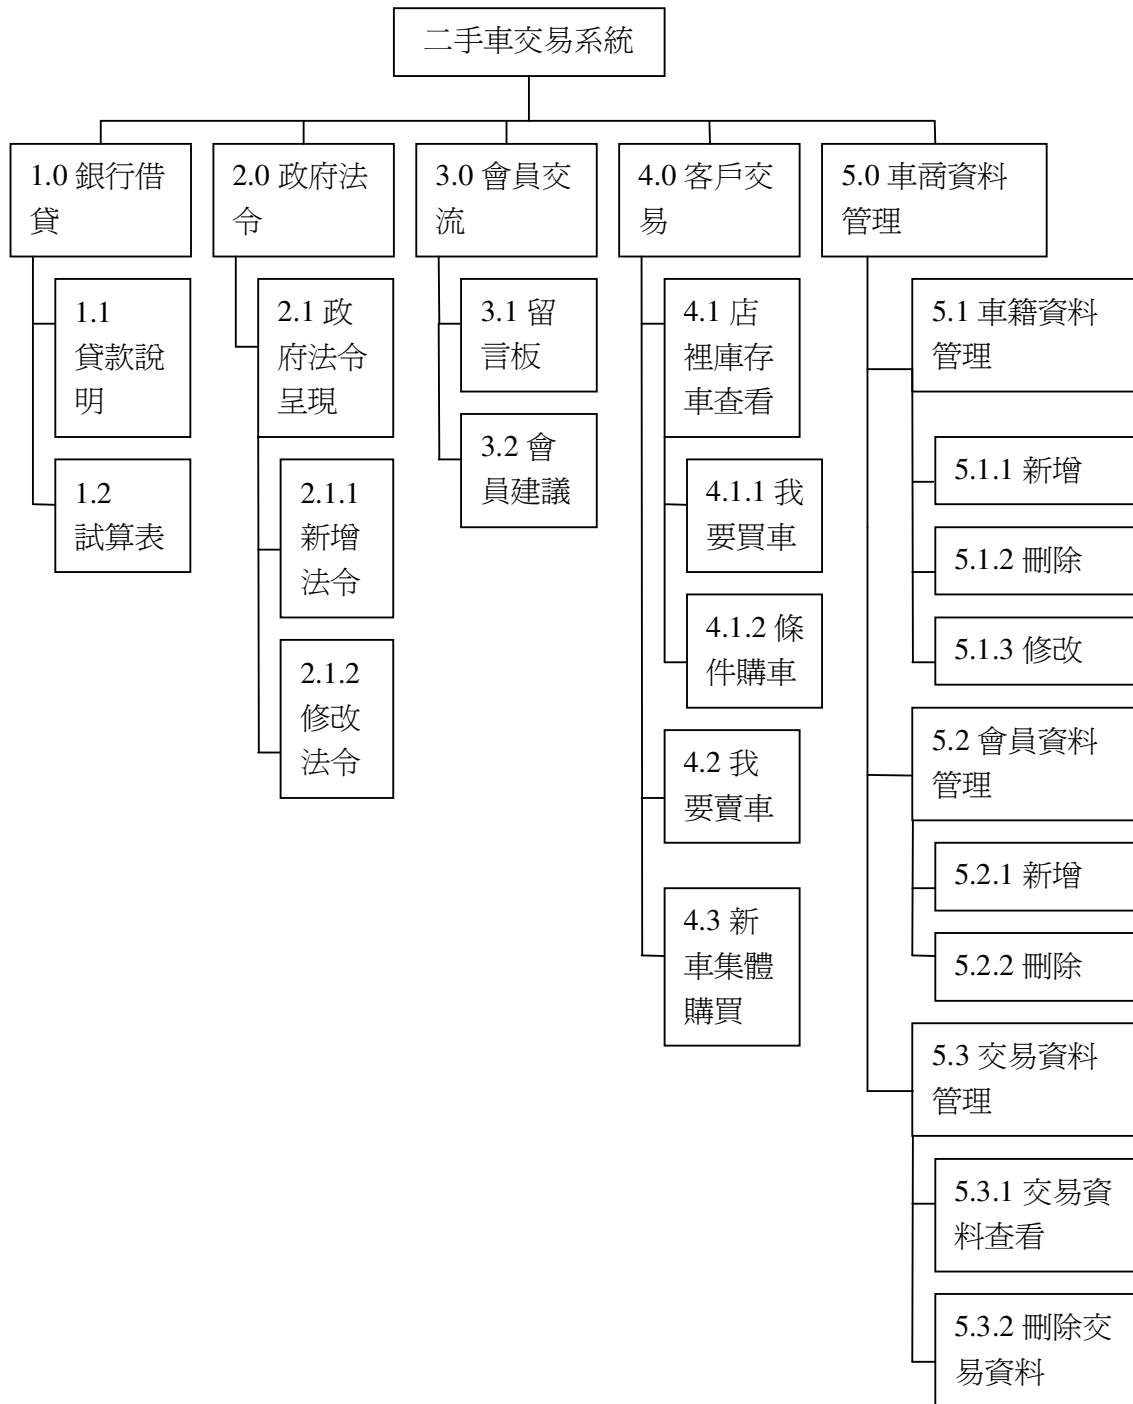 二手車交易系統
1.0 銀行借
貸
2.0 政府法
令
3.0 會員交
流
4.0 客戶交
易
5.0 車商資料
管理
1.1
貸款說
明
1.2
試算表
2.1 政
府法令
呈現
2.1.1
新增
法令
2.1.2
修改
法令
3.1 留
言板
3.2 會
員建議
4.1 店
裡庫存
車查看
4.1.1 我
要買車
4.1.2 條
件購車
4.2 我
要賣車
4.3 新
車集體
購買
5.1 車籍資料
管理
5.1.1 新增
5.1.2 刪除
5.1.3 修改
5.2 會員資料
管理
5.2.1 新增
5.2.2 刪除
5.3 交易資料
管理
5.3.1 交易資
料查看
5.3.2 刪除交
易資料